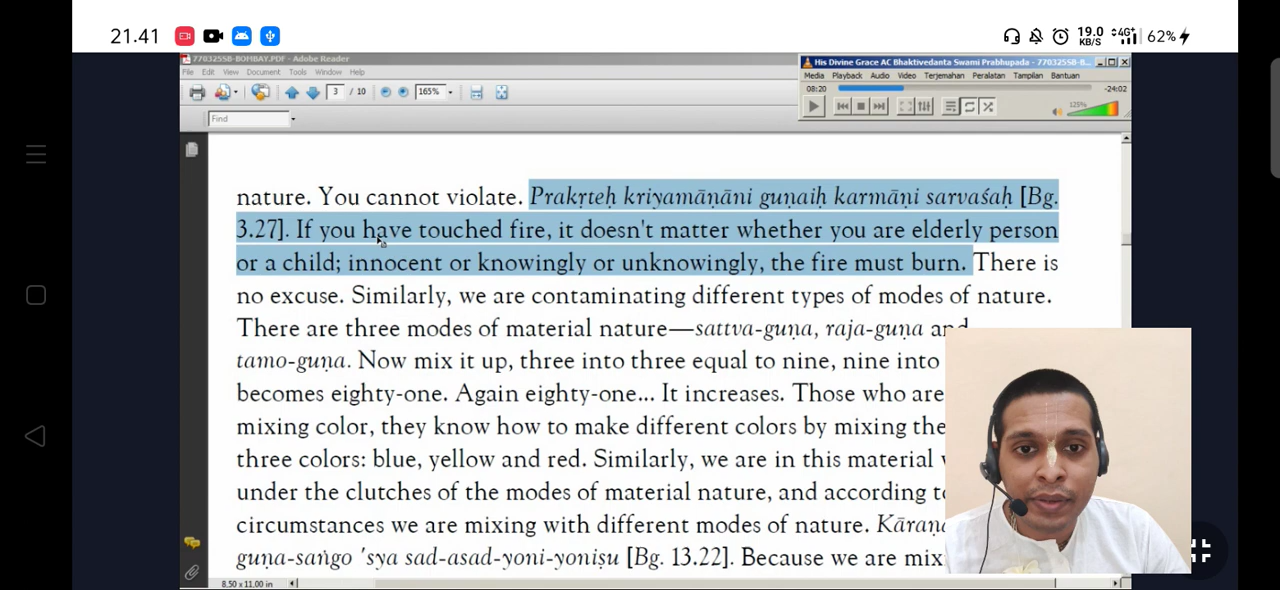 21.41
19.0
KB/S
4G+
62%
7703255B-BOMBAY.PDF - Adobe Reader
His Divine Grace AC Bhaktivedanta Swami Prabhupada - 7703255B-B...
File Edit View Document Tools Window Help
Media Playback Audio Video Terjemahan Peralatan Tampilan Bantuan
08:20
-24:02
3 / 10
165%
125%
Find
nature. You cannot violate. Prakṛteḥ kriyamāṇāni guṇaiḥ karmāṇi sarvaśaḥ [Bg.
3.27]. If you have touched fire, it doesn't matter whether you are elderly person
or a child; innocent or knowingly or unknowingly, the fire must burn. There is
no excuse. Similarly, we are contaminating different types of modes of nature.
There are three modes of material nature—sattva-guṇa, raja-guṇa and
tamo-guṇa. Now mix it up, three into three equal to nine, nine into
becomes eighty-one. Again eighty-one... It increases. Those who are
mixing color, they know how to make different colors by mixing the
three colors: blue, yellow and red. Similarly, we are in this material
under the clutches of the modes of material nature, and according to
circumstances we are mixing with different modes of nature.
guṇa-saṅgo 'sya sad-asad-yoni-yoniṣu [Bg. 13.22]. Because we are mix
8,50 x 11,00 in